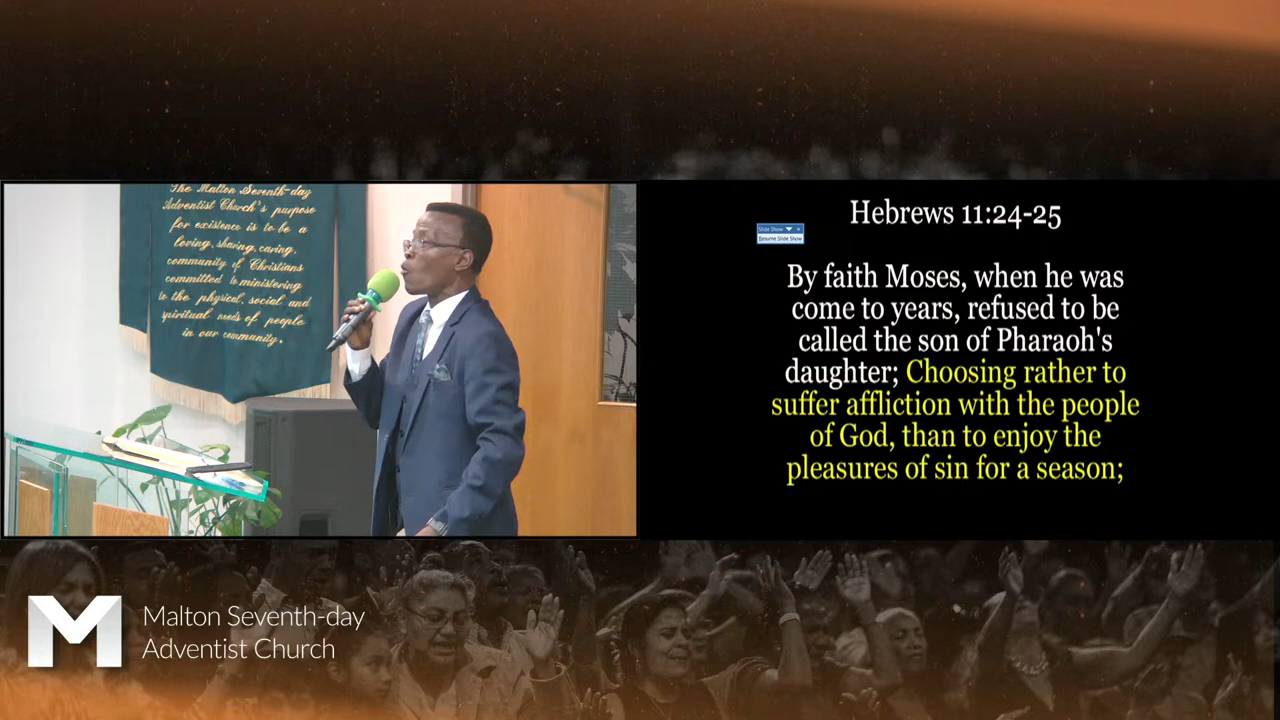 The Malton Seventh-day
Adventist Church's purpose
for existence is to be a
loving, sharing, caring,
community of Christians
committed to ministering
to the physical, social and
spiritual needs of people
in our community.
Hebrews 11:24-25
Slide Show
Resume Slide Show
By faith Moses, when he was
come to years, refused to be
called the son of Pharaoh's
daughter; Choosing rather to
suffer affliction with the people
of God, than to enjoy the
pleasures of sin for a season;
M
Malton Seventh-day
Adventist Church